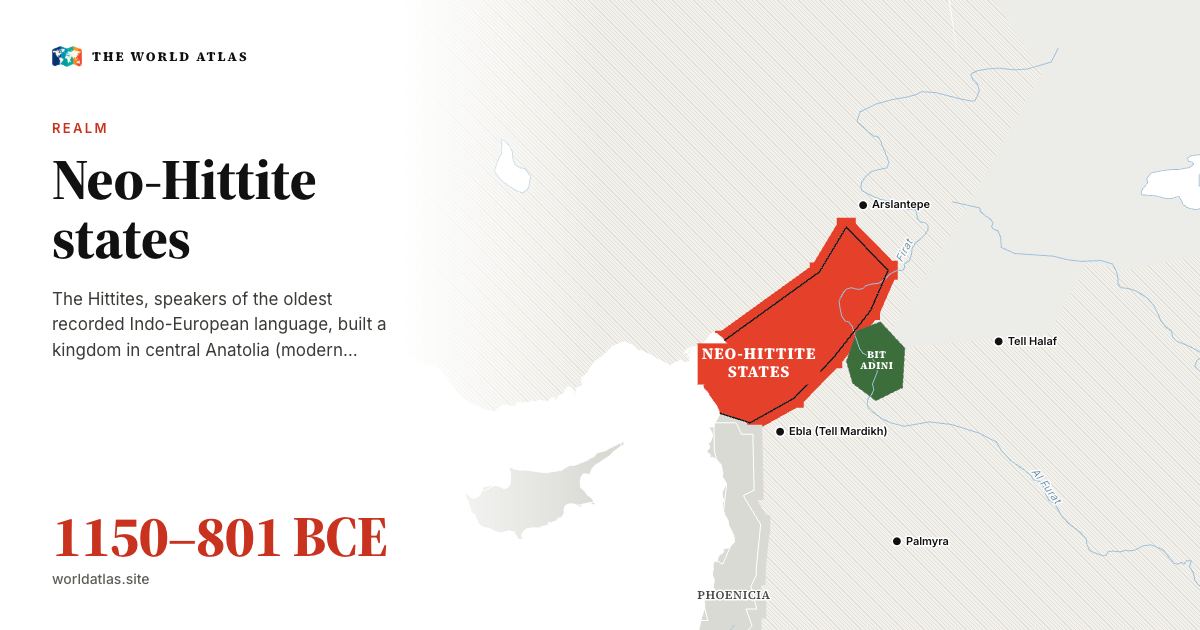 THE WORLD ATLAS
REALM
Neo-Hittite
states
The Hittites, speakers of the oldest
recorded Indo-European language, built a
kingdom in central Anatolia (modern...
1150–801 BCE
worldatlas.site
Arslantepe
Firat
NEO-HITTITE
STATES
BIT
ADINI
Tell Halaf
Ebla (Tell Mardikh)
Al Furat
Palmyra
PHOENICIA